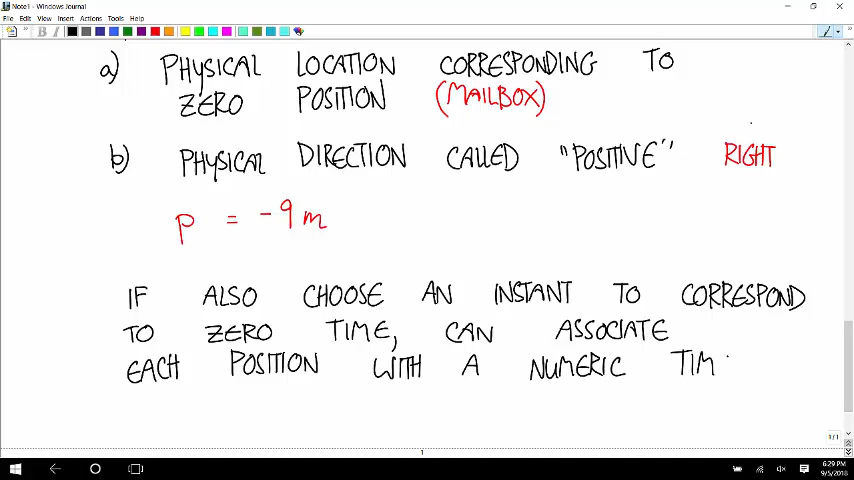 Note1 - Windows Journal
File Edit View Insert Actions Tools Help
B I
a) PHYSICAL LOCATION CORRESPONDING TO
ZERO POSITION (MAILBOX)
b) PHYSICAL DIRECTION CALLED "POSITIVE" RIGHT
p = -9 m
IF ALSO CHOOSE AN INSTANT TO CORRESPOND
TO ZERO TIME, CAN ASSOCIATE
EACH POSITION WITH A NUMERIC TIM
1/1
1
6:29 PM
9/5/2018